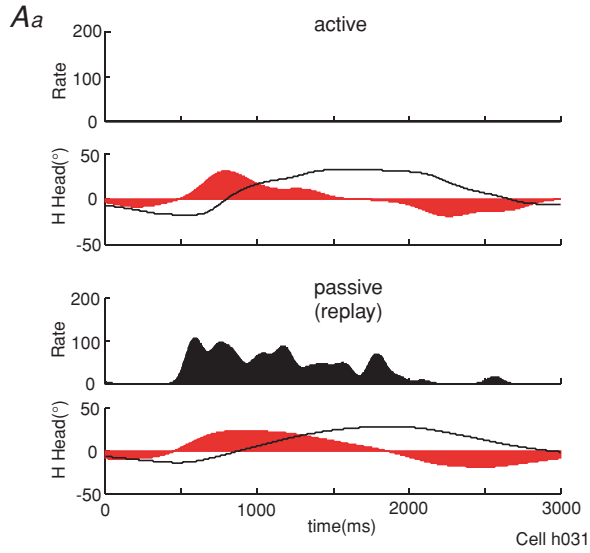 Aa
active
200
100
0
Rate
50
0
-50
H Head(°)
passive
(replay)
200
100
0
Rate
50
0
-50
H Head(°)
0
1000
2000
3000
time(ms)
Cell h031